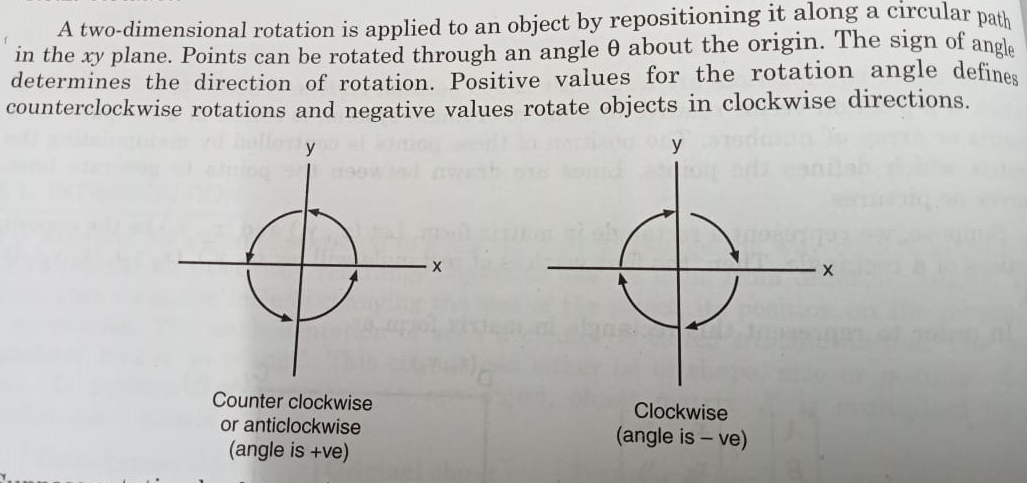 A two-dimensional rotation is applied to an object by repositioning it along a circular path
in the xy plane. Points can be rotated through an angle θ about the origin. The sign of angle
determines the direction of rotation. Positive values for the rotation angle defines
counterclockwise rotations and negative values rotate objects in clockwise directions.
y
x
Counter clockwise
or anticlockwise
(angle is +ve)
y
x
Clockwise
(angle is – ve)